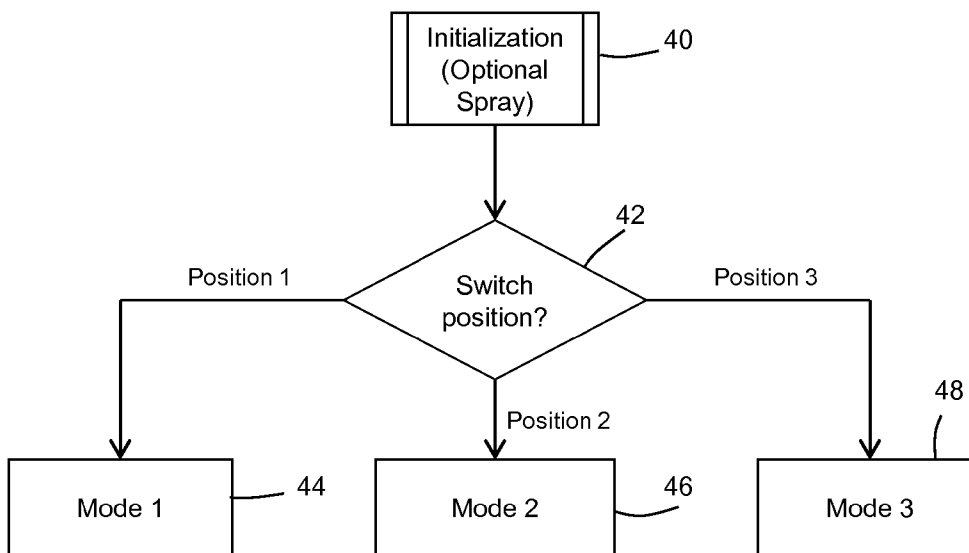 Initialization
(Optional
Spray)
40
42
Switch
position?
Position 1
Position 3
Position 2
48
Mode 1
44
Mode 2
46
Mode 3